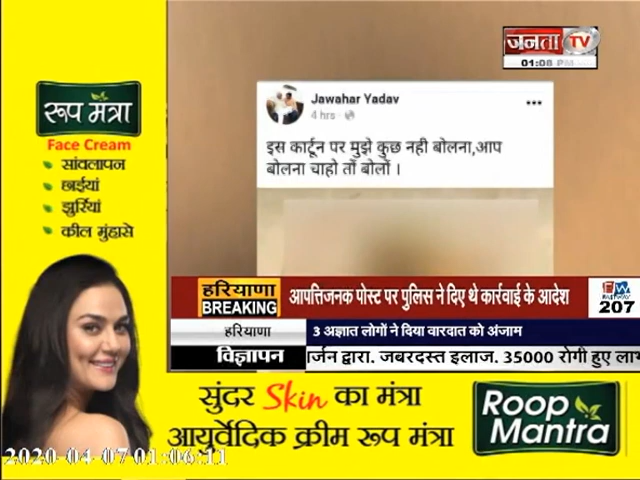 रूप मंत्रा
Face Cream
सांवलापन
छाईयां
झुर्रियां
कील मुंहासे
जनता TV
01:08 PM
Jawahar Yadav
4 hrs
इस कार्टून पर मुझे कुछ नही बोलना,आप
बोलना चाहो तों बोलों ।
हरियाणा
BREAKING
आपत्तिजनक पोस्ट पर पुलिस ने दिए थे कार्रवाई के आदेश
207
हरियाणा
3 अज्ञात लोगों ने दिया वारदात को अंजाम
विज्ञापन
र्जन द्वारा. जबरदस्त इलाज. 35000 रोगी हुए लाभ
सुंदर Skin का मंत्रा
आयुर्वेदिक क्रीम रूप मंत्रा
Roop
Mantra
2020-04-07 01:06:11